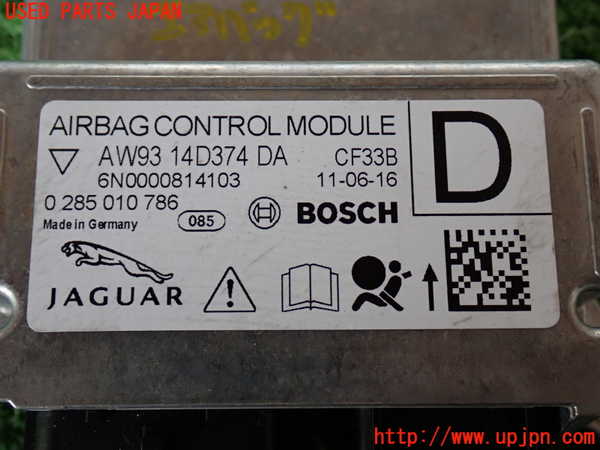 USED PARTS JAPAN
AIRBAG CONTROL MODULE
AW93 14D374 DA CF33B
6N0000814103 11-06-16
0 285 010 786
Made in Germany 085 BOSCH
D
JAGUAR
http://www.upjpn.com/